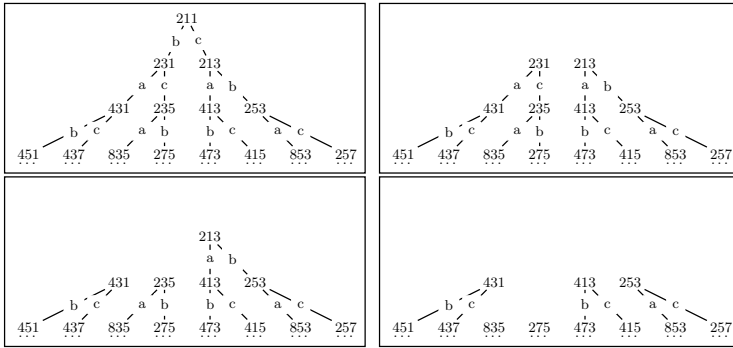 211
b c
231 213
a c a b
431 235 413 253
b c a b b c a c
451 437 835 275 473 415 853 257
... ... ... ... ... ... ... ...
231 213
a c a b
431 235 413 253
b c a b b c a c
451 437 835 275 473 415 853 257
... ... ... ... ... ... ... ...
213
a b
431 235 413 253
b c a b b c a c
451 437 835 275 473 415 853 257
... ... ... ... ... ... ... ...
431 413 253
b c b c a c
451 437 835 275 473 415 853 257
... ... ... ... ... ... ... ...